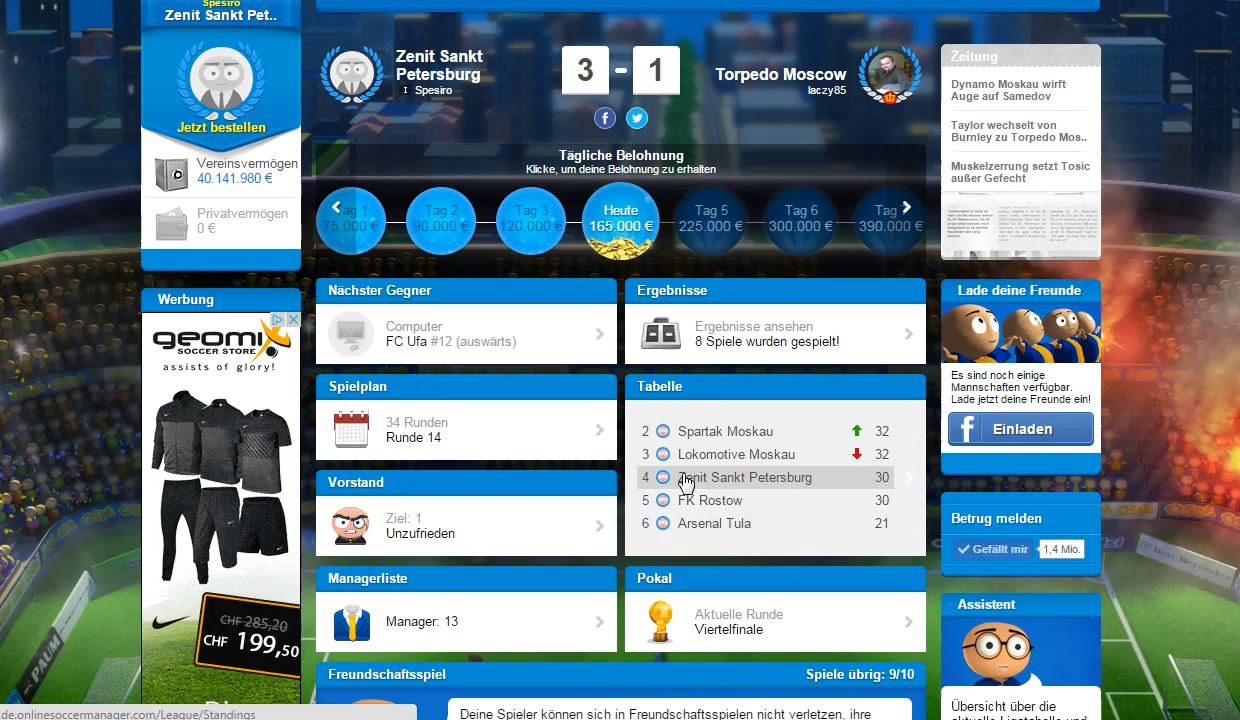 Spesiro
Zenit Sankt Pet..
Jetzt bestellen
Vereinsvermögen
40.141.980 €
Privatvermögen
0 €
Werbung
geomix
SOCCER STORE
assists of glory!
CHF 285,20
CHF 199,50
Zenit Sankt
Petersburg
Spesiro
3 - 1
Torpedo Moscow
laczy85
Tägliche Belohnung
Klicke, um deine Belohnung zu erhalten
Tag 1
75.000 €
Tag 2
90.000 €
Tag 3
120.000 €
Heute
165.000 €
Tag 5
225.000 €
Tag 6
300.000 €
Tag
390.000 €
Nächster Gegner
Computer
FC Ufa #12 (auswärts)
Ergebnisse
Ergebnisse ansehen
8 Spiele wurden gespielt!
Spielplan
34 Runden
Runde 14
Tabelle
2 Spartak Moskau 32
3 Lokomotive Moskau 32
4 Zenit Sankt Petersburg 30
5 FK Rostow 30
6 Arsenal Tula 21
Vorstand
Ziel: 1
Unzufrieden
Managerliste
Manager: 13
Pokal
Aktuelle Runde
Viertelfinale
Freundschaftsspiel
Spiele übrig: 9/10
Deine Spieler können sich in Freundschaftsspielen nicht verletzen, ihre
Zeitung
Dynamo Moskau wirft
Auge auf Samedov
Taylor wechselt von
Burnley zu Torpedo Mos..
Muskelzerrung setzt Tosic
außer Gefecht
Lade deine Freunde
Es sind noch einige
Mannschaften verfügbar.
Lade jetzt deine Freunde ein!
f Einladen
Betrug melden
Gefällt mir
1,4 Mio.
Assistent
Übersicht über die
aktuelle Ligatabelle und
PAUM
Ben-Nercedez
de.onlinesoccermanager.com/League/Standings